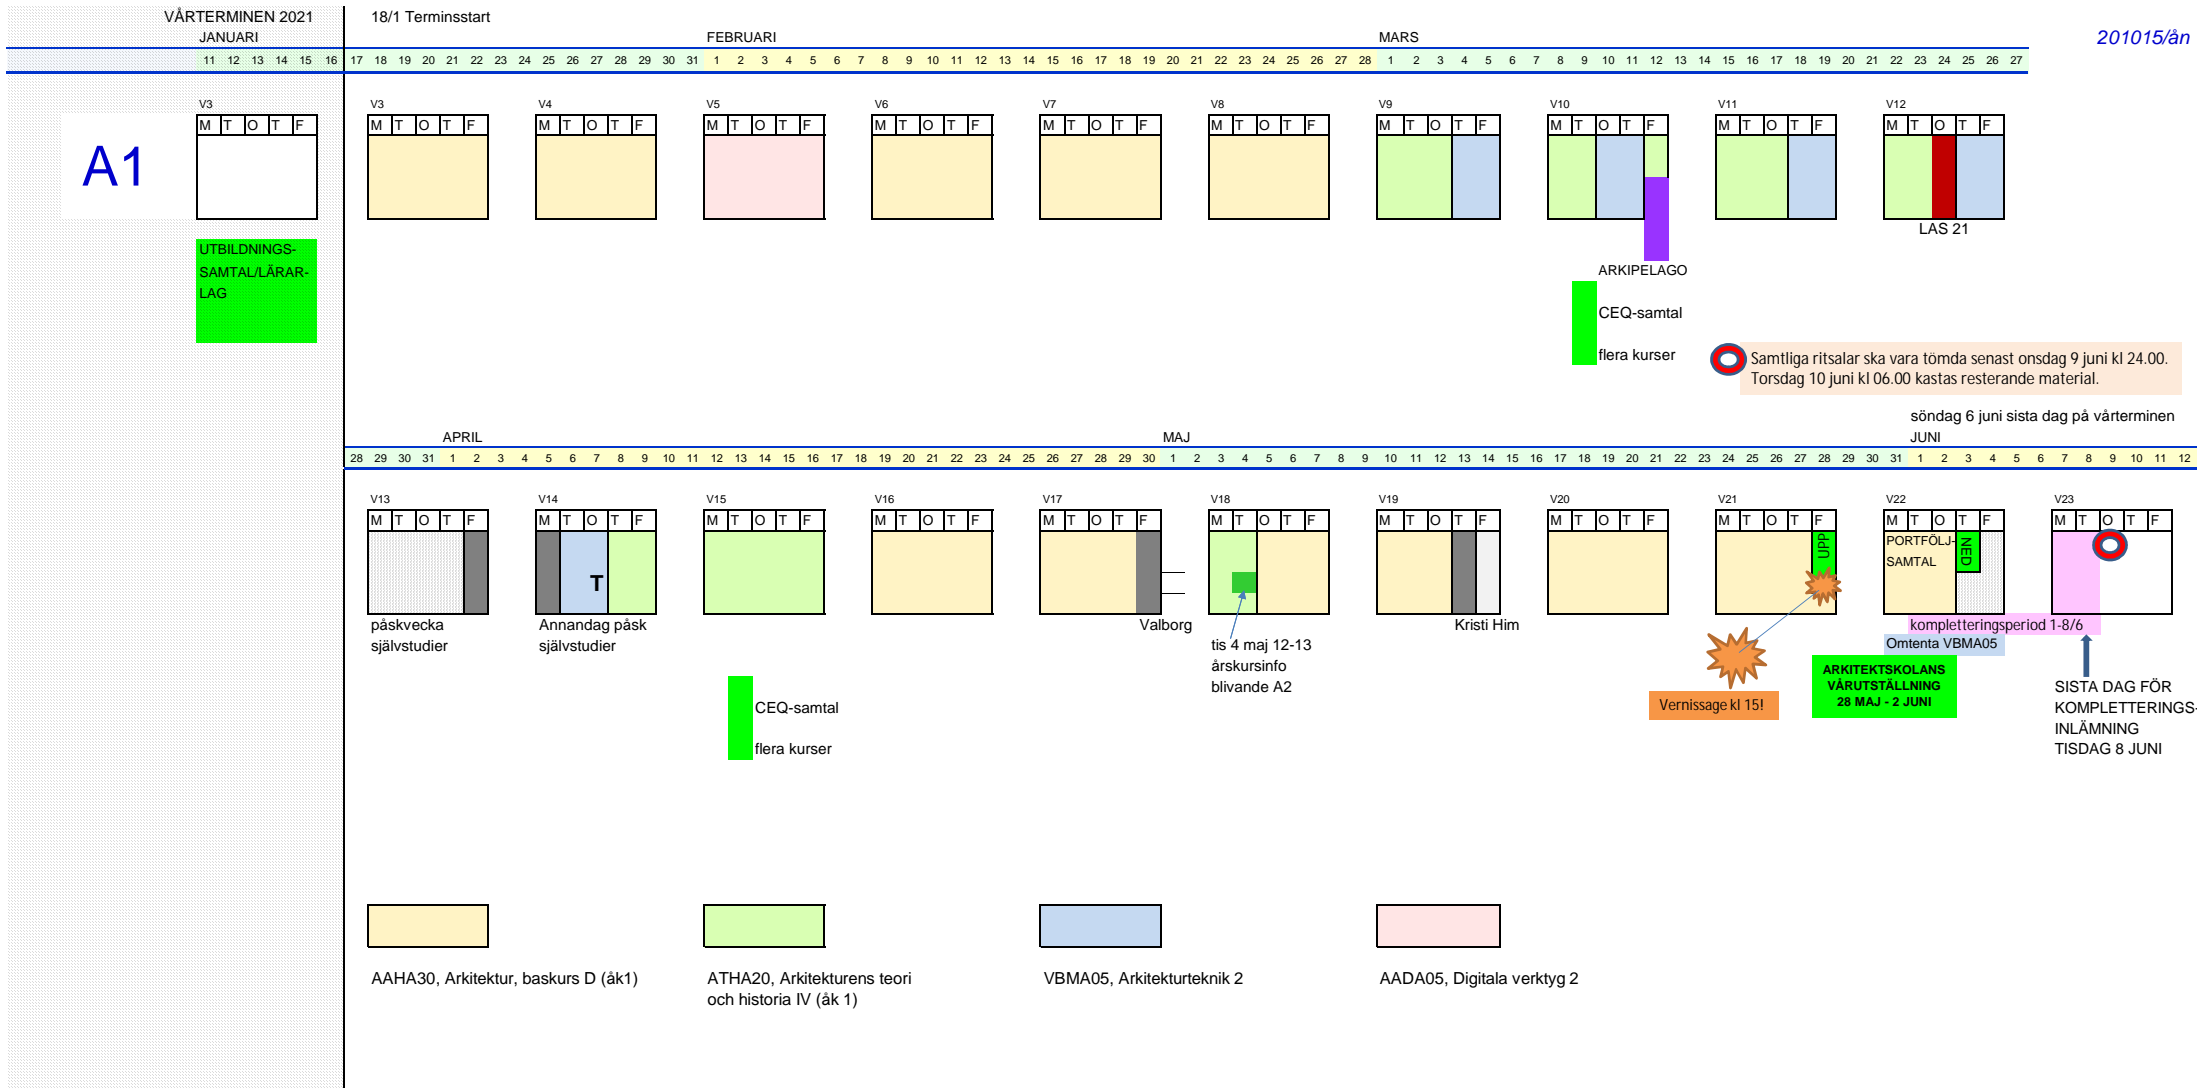 VÅRTERMINEN 2021 18/1 Terminsstart
JANUARI FEBRUARI MARS
201015/ån
11 12 13 14 15 16 17 18 19 20 21 22 23 24 25 26 27 28 29 30 31 1 2 3 4 5 6 7 8 9 10 11 12 13 14 15 16 17 18 19 20 21 22 23 24 25 26 27 28 1 2 3 4 5 6 7 8 9 10 11 12 13 14 15 16 17 18 19 20 21 22 23 24 25 26 27
V3 V3 V4 V5 V6 V7 V8 V9 V10 V11 V12
M T O T F M T O T F M T O T F M T O T F M T O T F M T O T F M T O T F M T O T F M T O T F M T O T F M T O T F
A1
LAS 21
UTBILDNINGS-
SAMTAL/LÄRAR-
LAG
ARKIPELAGO
CEQ-samtal
flera kurser
Samtliga ritsalar ska vara tömda senast onsdag 9 juni kl 24.00.
Torsdag 10 juni kl 06.00 kastas resterande material.
söndag 6 juni sista dag på vårterminen
APRIL MAJ JUNI
28 29 30 31 1 2 3 4 5 6 7 8 9 10 11 12 13 14 15 16 17 18 19 20 21 22 23 24 25 26 27 28 29 30 1 2 3 4 5 6 7 8 9 10 11 12 13 14 15 16 17 18 19 20 21 22 23 24 25 26 27 28 29 30 31 1 2 3 4 5 6 7 8 9 10 11 12
V13 V14 V15 V16 V17 V18 V19 V20 V21 V22 V23
M T O T F M T O T F M T O T F M T O T F M T O T F M T O T F M T O T F M T O T F M T O T F M T O T F M T O T F
UPP
PORTFÖLJ-
SAMTAL
NED
T
påskvecka
självstudier
Annandag påsk
självstudier
Valborg
tis 4 maj 12-13
årskursinfo
blivande A2
Kristi Him
kompletteringsperiod 1-8/6
Omtenta VBMA05
ARKITEKTSKOLANS
VÅRUTSTÄLLNING
28 MAJ - 2 JUNI
Vernissage kl 15!
SISTA DAG FÖR
KOMPLETTERINGS-
INLÄMNING
TISDAG 8 JUNI
CEQ-samtal
flera kurser
AAHA30, Arkitektur, baskurs D (åk1)
ATHA20, Arkitekturens teori
och historia IV (åk 1)
VBMA05, Arkitekturteknik 2
AADA05, Digitala verktyg 2